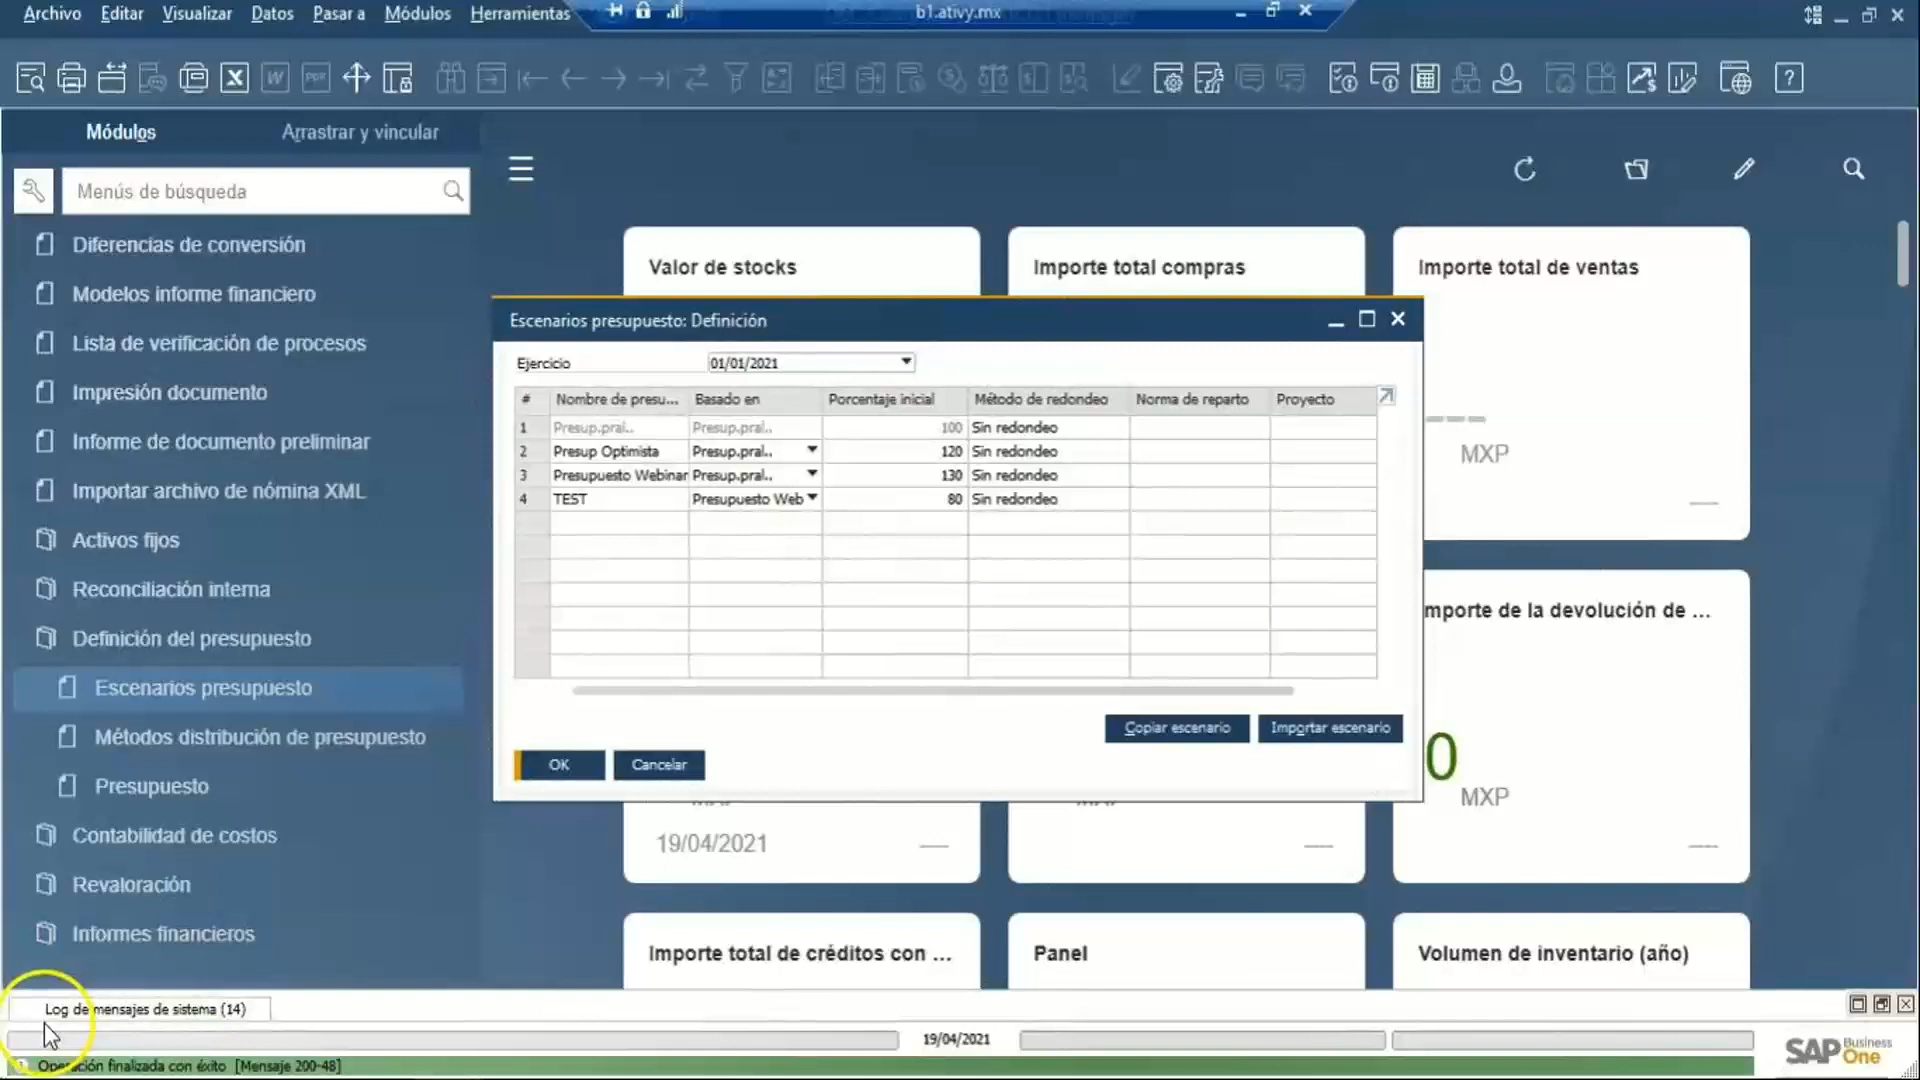 Archivo Editar Visualizar Datos Pasar a Módulos Herramientas
b1.ativy.mx
Módulos
Arrastrar y vincular
Menús de búsqueda
Diferencias de conversión
Modelos informe financiero
Lista de verificación de procesos
Impresión documento
Informe de documento preliminar
Importar archivo de nómina XML
Activos fijos
Reconciliación interna
Definición del presupuesto
Escenarios presupuesto
Métodos distribución de presupuesto
Presupuesto
Contabilidad de costos
Revaloración
Informes financieros
Valor de stocks
Importe total compras
Importe total de ventas
MXP
Escenarios presupuesto: Definición
Ejercicio 01/01/2021
# Nombre de presu... Basado en Porcentaje inicial Método de redondeo Norma de reparto Proyecto
1 Presup.pral.. Presup.pral.. 100 Sin redondeo
2 Presup Optimista Presup.pral.. 120 Sin redondeo
3 Presupuesto Webinar Presup.pral.. 130 Sin redondeo
4 TEST Presupuesto Web 80 Sin redondeo
Copiar escenario Importar escenario
OK Cancelar
mporte de la devolución de ...
0
MXP
19/04/2021
Importe total de créditos con ...
Panel
Volumen de inventario (año)
Log de mensajes de sistema (14)
19/04/2021
SAP Business One
Operación finalizada con éxito [Mensaje 200-48]